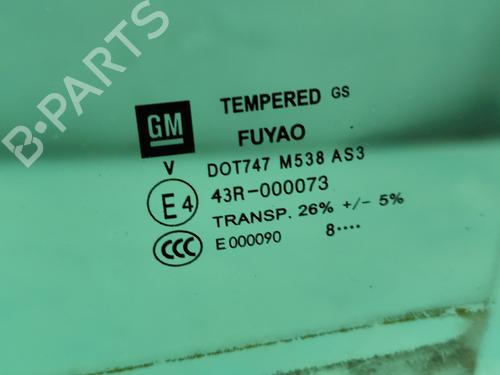 B-PARTS
GM
TEMPERED GS
FUYAO
V DOT747 M538 AS3
E4 43R-000073
TRANSP. 26% +/- 5%
CCC E000090 8····